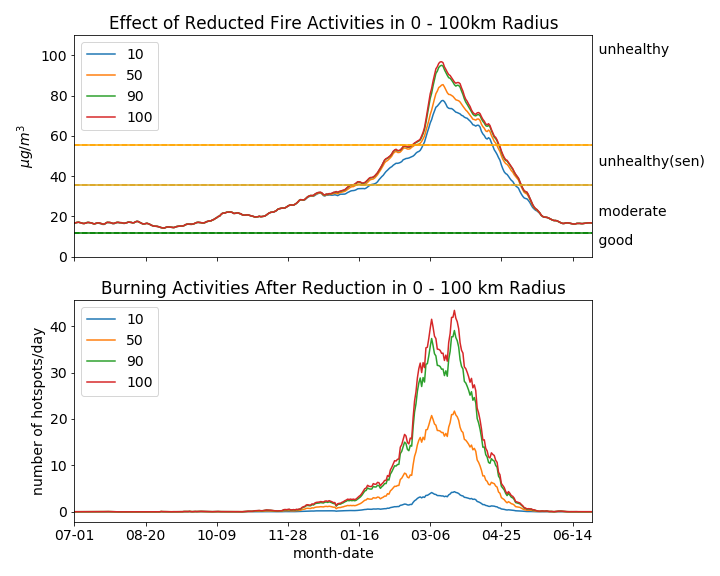 Effect of Reducted Fire Activities in 0 - 100km Radius
100
80
60
40
20
0
μg/m³
10
50
90
100
unhealthy
unhealthy(sen)
moderate
good
Burning Activities After Reduction in 0 - 100 km Radius
40
30
20
10
0
number of hotspots/day
10
50
90
100
07-01 08-20 10-09 11-28 01-16 03-06 04-25 06-14
month-date